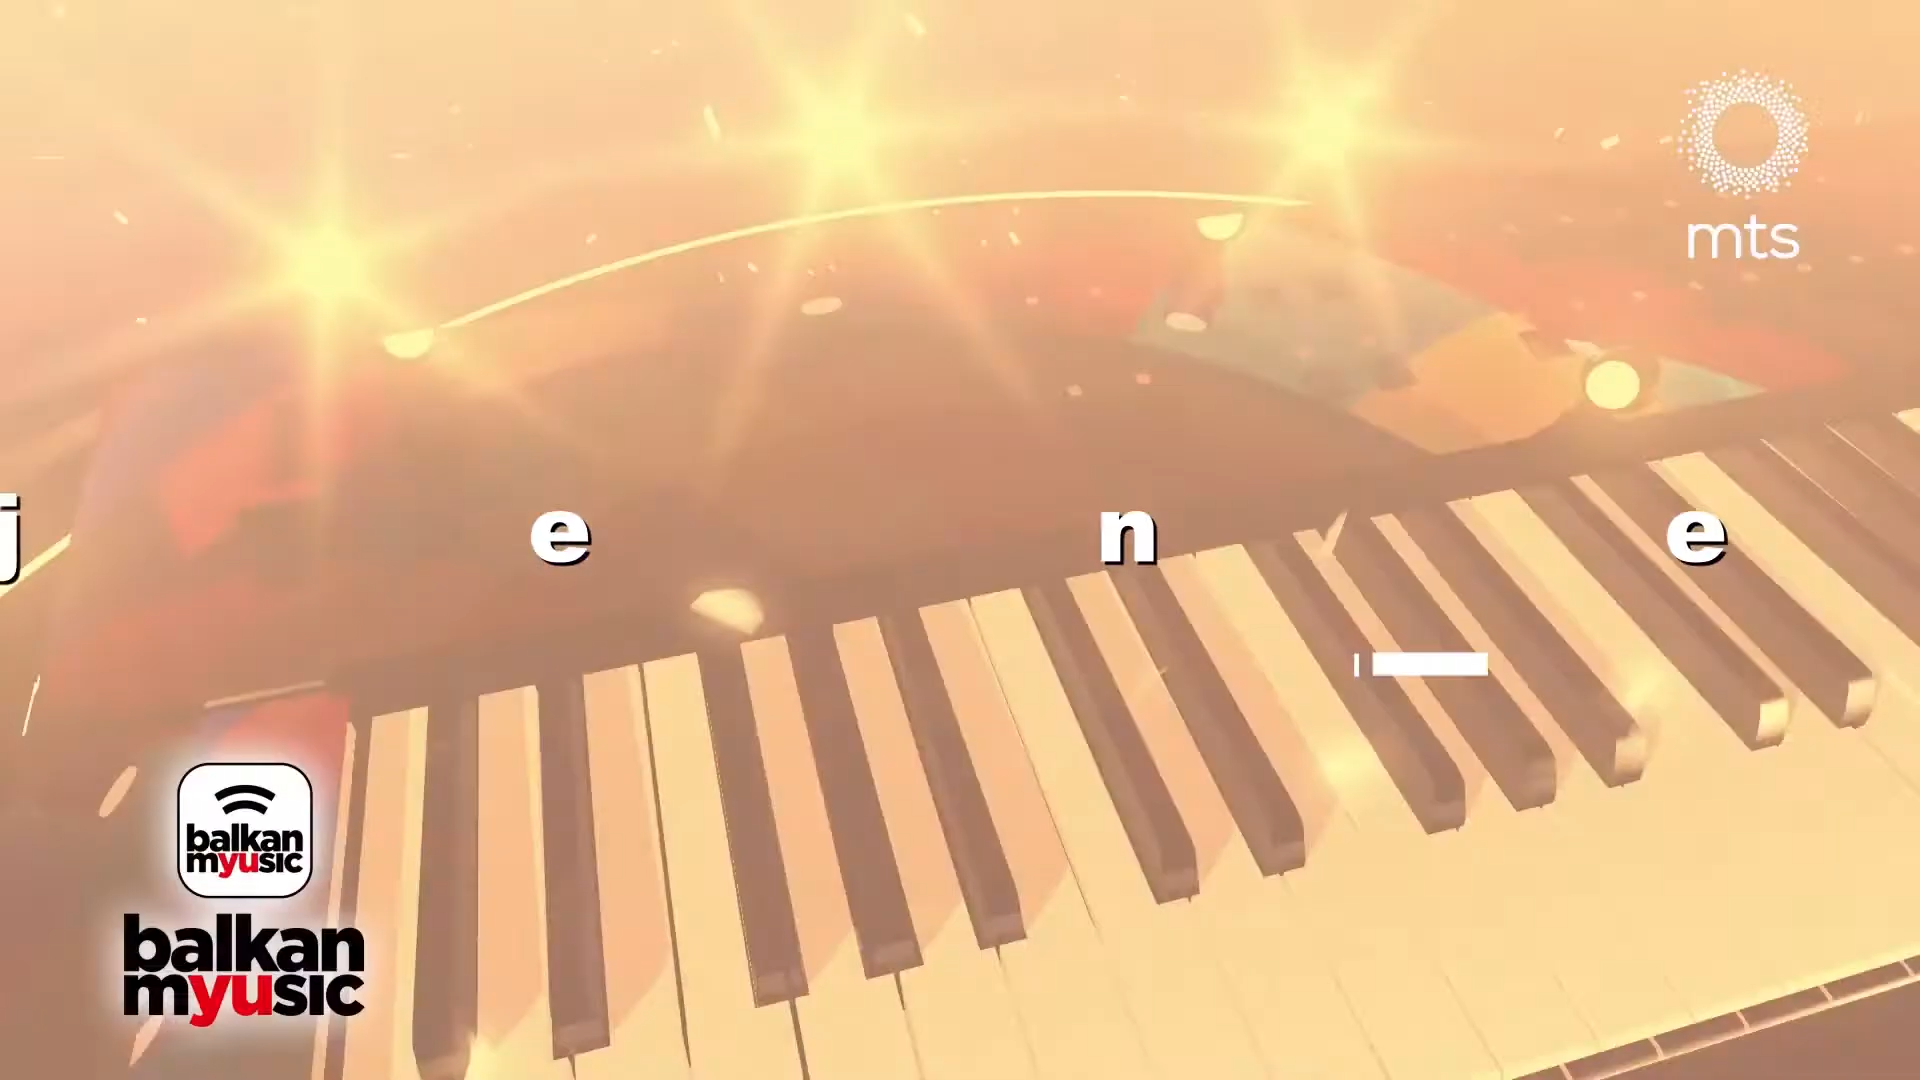 mts
j e n e
balkan
myusic
balkan
myusic